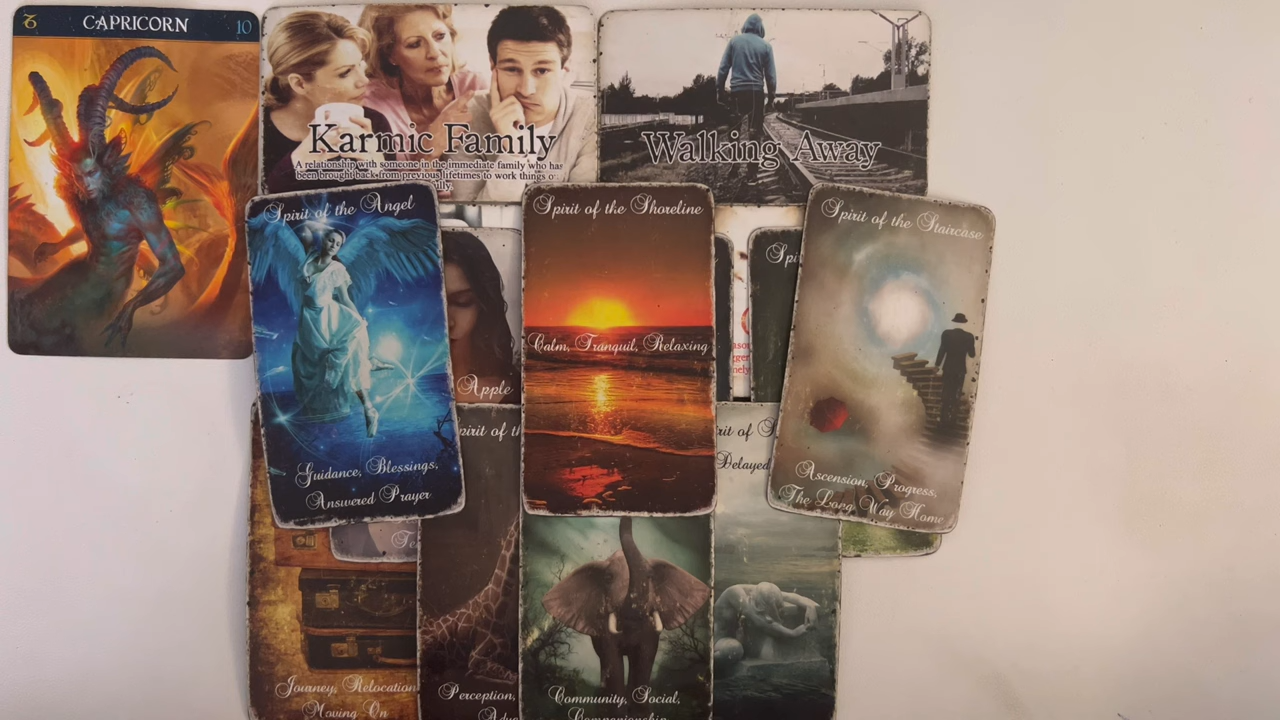 CAPRICORN 10
Karmic Family
A relationship with someone in the immediate family who has
been brought back from previous lifetimes to work things
Walking Away
Spirit of the Angel
Guidance, Blessings,
Answered Prayer
Spirit of the Shoreline
Calm, Tranquil, Relaxing
Spirit of the Staircase
Ascension, Progress,
The Long Way Home
Apple
Delayed
Journey, Relocation
Moving On
Perception,
Community, Social,
Companionship